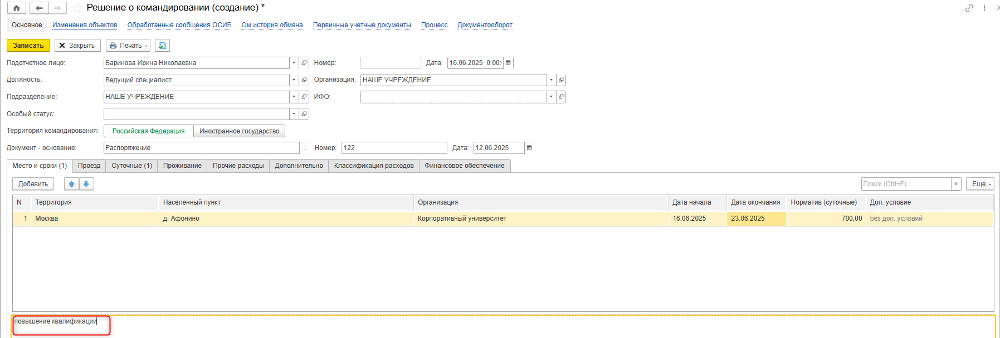 Решение о командировании (создание) *
Основное Изменения объектов Обработанные сообщения ОСИБ Ом история обмена Первичные учетные документы Процесс Документооборот
Записать Закрыть Печать
Подотчетное лицо: Баринова Ирина Николаевна Номер: Дата: 16.06.2025 0:00:
Должность: Ведущий специалист Организация: НАШЕ УЧРЕЖДЕНИЕ
Подразделение: НАШЕ УЧРЕЖДЕНИЕ ИФО:
Особый статус:
Территория командирования: Российская Федерация Иностранное государство
Документ - основание: Распоряжение ... Номер: 122 Дата: 12.06.2025
Место и сроки (1) Проезд Суточные (1) Проживание Прочие расходы Дополнительно Классификация расходов Финансовое обеспечение
Добавить Поиск (Ctrl+F) × Еще
N Территория Населенный пункт Организация Дата начала Дата окончания Норматив (суточные) Доп. условие
1 Москва д. Афонино Корпоративный университет 16.06.2025 23.06.2025 700,00 без доп. условий
повышение квалификации